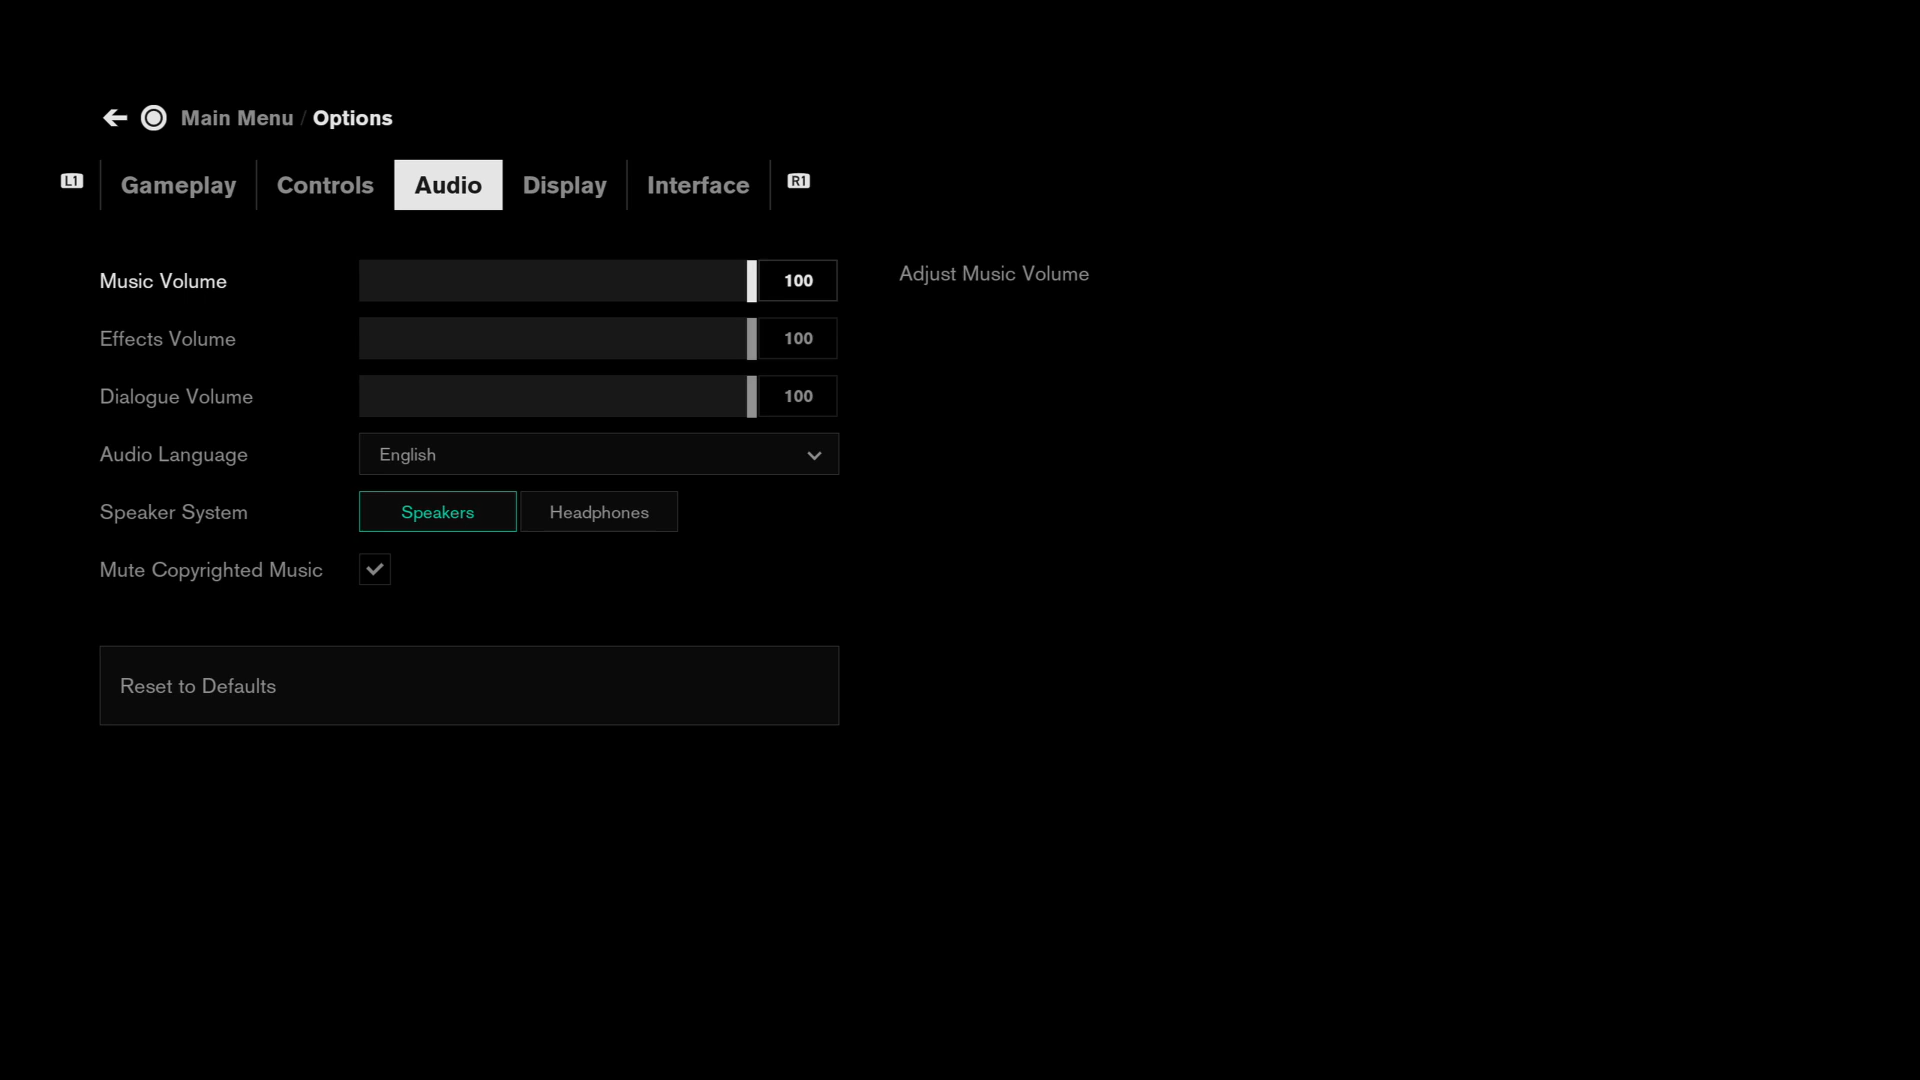 Main Menu / Options
L1 Gameplay Controls Audio Display Interface R1
Music Volume 100 Adjust Music Volume
Effects Volume 100
Dialogue Volume 100
Audio Language English
Speaker System Speakers Headphones
Mute Copyrighted Music
Reset to Defaults